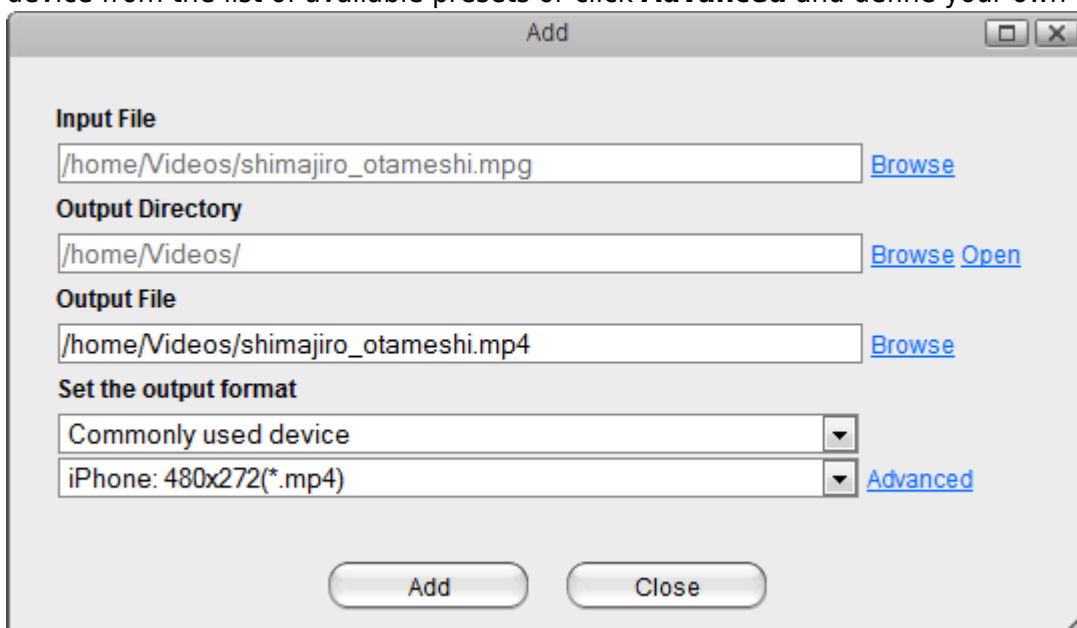 device from the list of available presets or click Advanced and define your own
Add
Input File
/home/Videos/shimajiro_otameshi.mpg Browse
Output Directory
/home/Videos/ Browse Open
Output File
/home/Videos/shimajiro_otameshi.mp4 Browse
Set the output format
Commonly used device
iPhone: 480x272(*.mp4) Advanced
Add Close